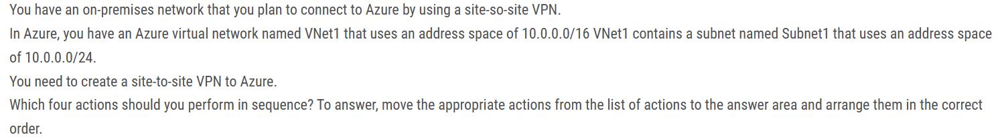 You have an on-premises network that you plan to connect to Azure by using a site-so-site VPN.
In Azure, you have an Azure virtual network named VNet1 that uses an address space of 10.0.0.0/16 VNet1 contains a subnet named Subnet1 that uses an address space
of 10.0.0.0/24.
You need to create a site-to-site VPN to Azure.
Which four actions should you perform in sequence? To answer, move the appropriate actions from the list of actions to the answer area and arrange them in the correct
order.